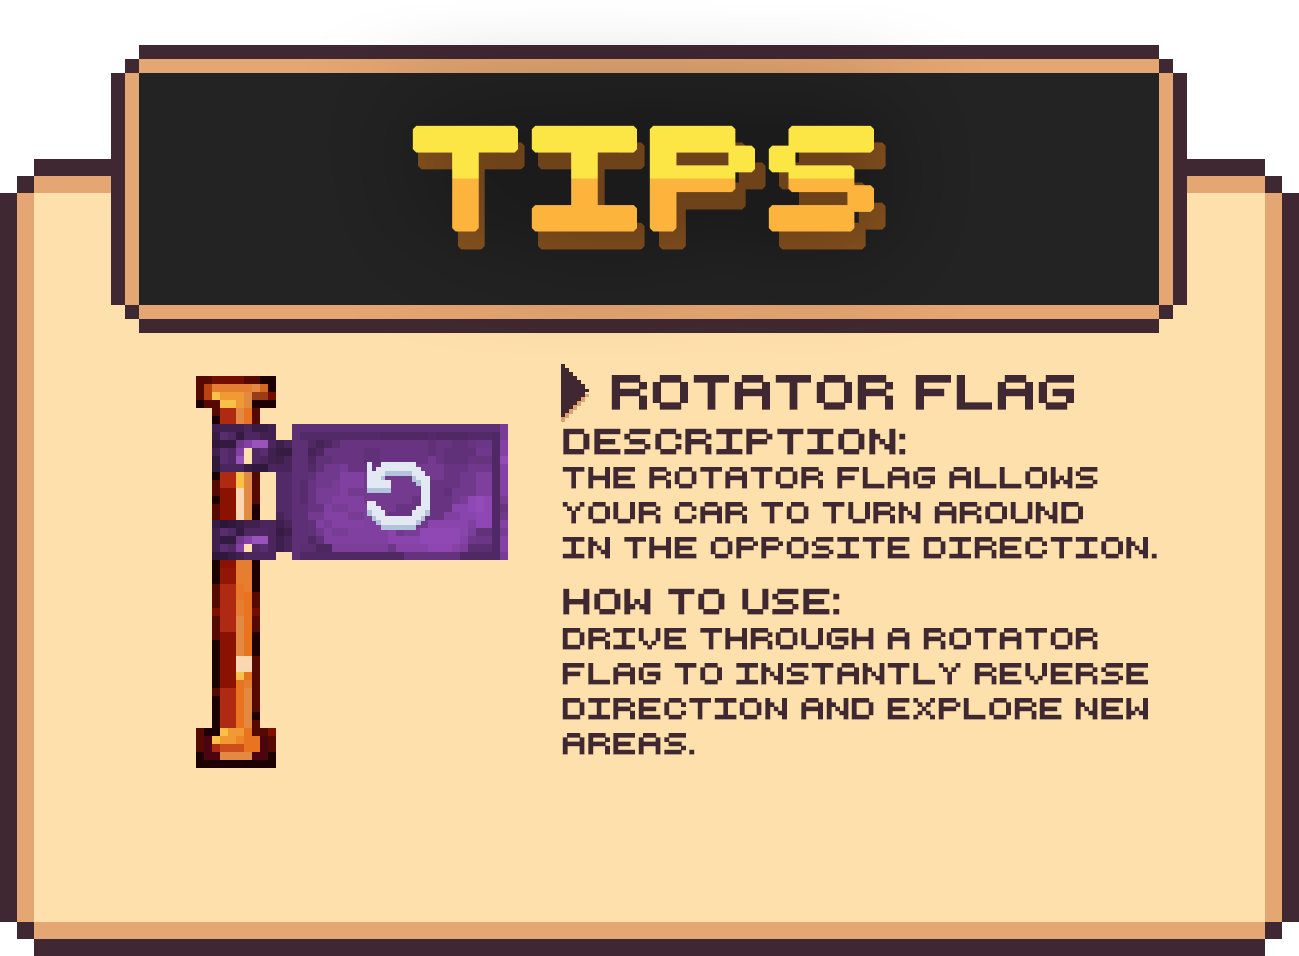 TIPS
ROTATOR FLAG
DESCRIPTION:
THE ROTATOR FLAG ALLOWS
YOUR CAR TO TURN AROUND
IN THE OPPOSITE DIRECTION.
HOW TO USE:
DRIVE THROUGH A ROTATOR
FLAG TO INSTANTLY REVERSE
DIRECTION AND EXPLORE NEW
AREAS.